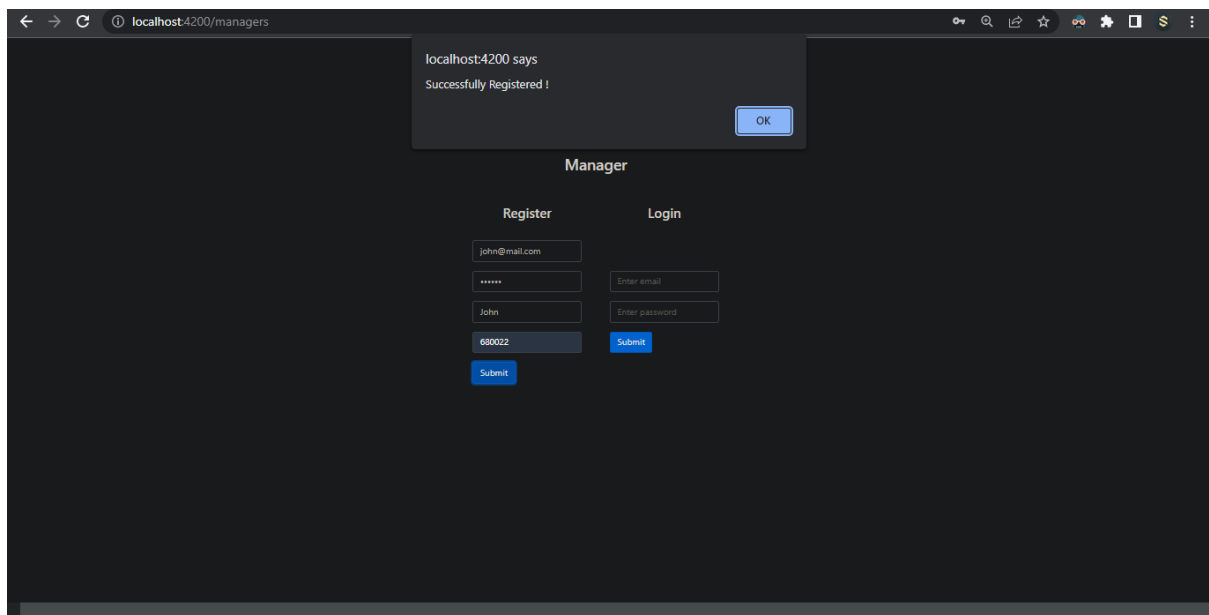 localhost:4200/managers
localhost:4200 says
Successfully Registered !
OK
Manager
Register
Login
john@mail.com
••••••
Enter email
John
Enter password
680022
Submit
Submit
S